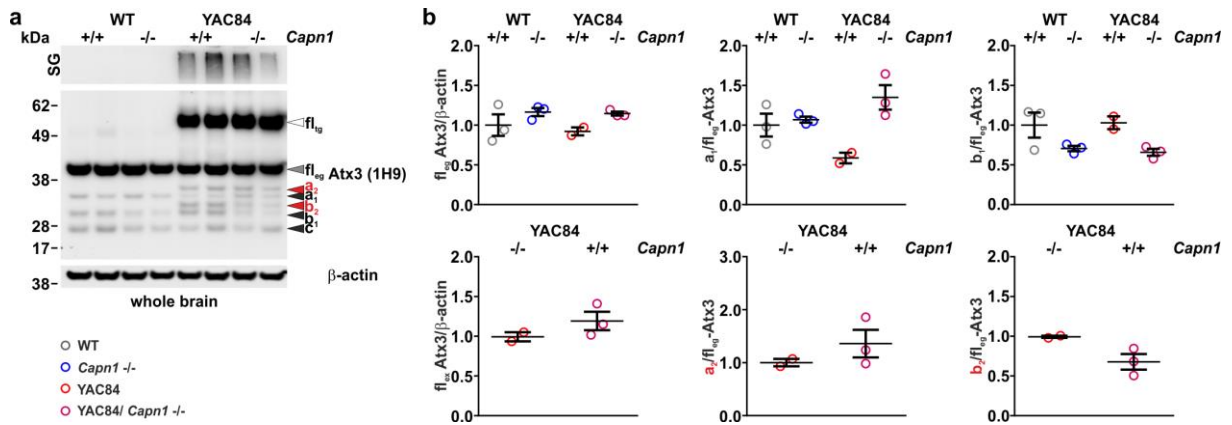 a
WT YAC84
kDa +/+ -/- +/+ -/- Capn1
SG
62
49
38
28
17
38
fltg
fleg Atx3 (1H9)
a2
a1
b2
b1
c1
β-actin
whole brain
WT
Capn1 -/-
YAC84
YAC84/ Capn1 -/-
b
WT YAC84
+/+ -/- +/+ -/-
fleg Atx3/β-actin
2.0
1.5
1.0
0.5
0.0
WT YAC84
+/+ -/- +/+ -/- Capn1
a1/fleg-Atx3
2.0
1.5
1.0
0.5
0.0
WT YAC84
+/+ -/- +/+ -/- Capn1
b1/fleg-Atx3
2.0
1.5
1.0
0.5
0.0
YAC84
-/- +/+
flex Atx3/β-actin
2.0
1.5
1.0
0.5
0.0
YAC84
-/- +/+ Capn1
a2/fleg-Atx3
3.0
2.0
1.0
0.0
YAC84
-/- +/+ Capn1
b2/fleg-Atx3
2.0
1.5
1.0
0.5
0.0